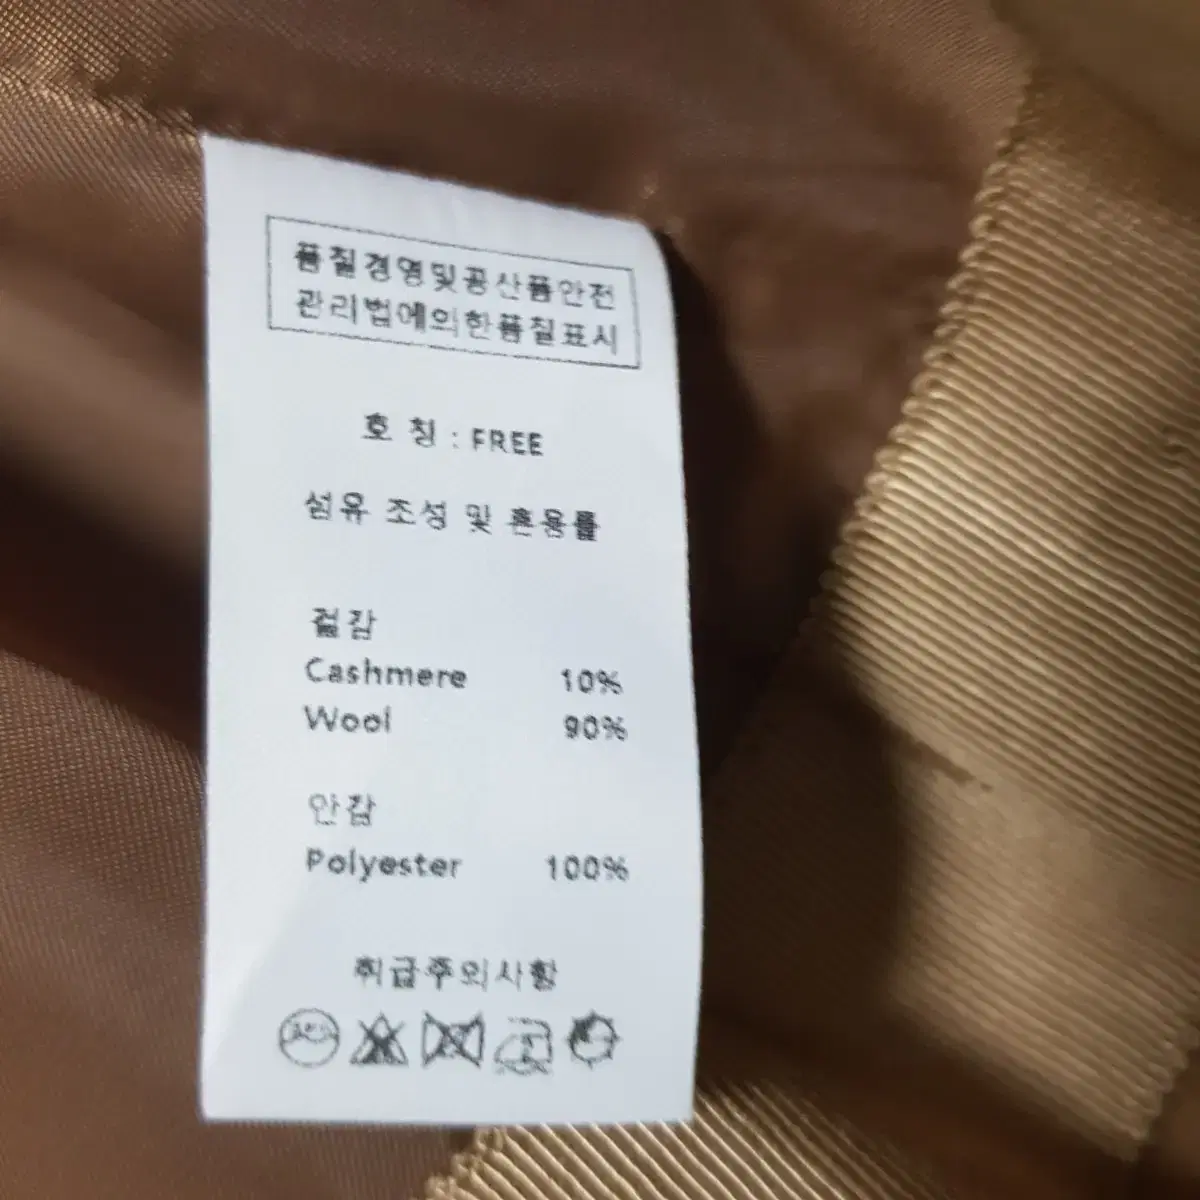 품질경영및공산품안전
관리법에의한품질표시
호 칭 : FREE
섬유 조성 및 혼용률
겉감
Cashmere 10%
Wool 90%
안감
Polyester 100%
취급주의사항